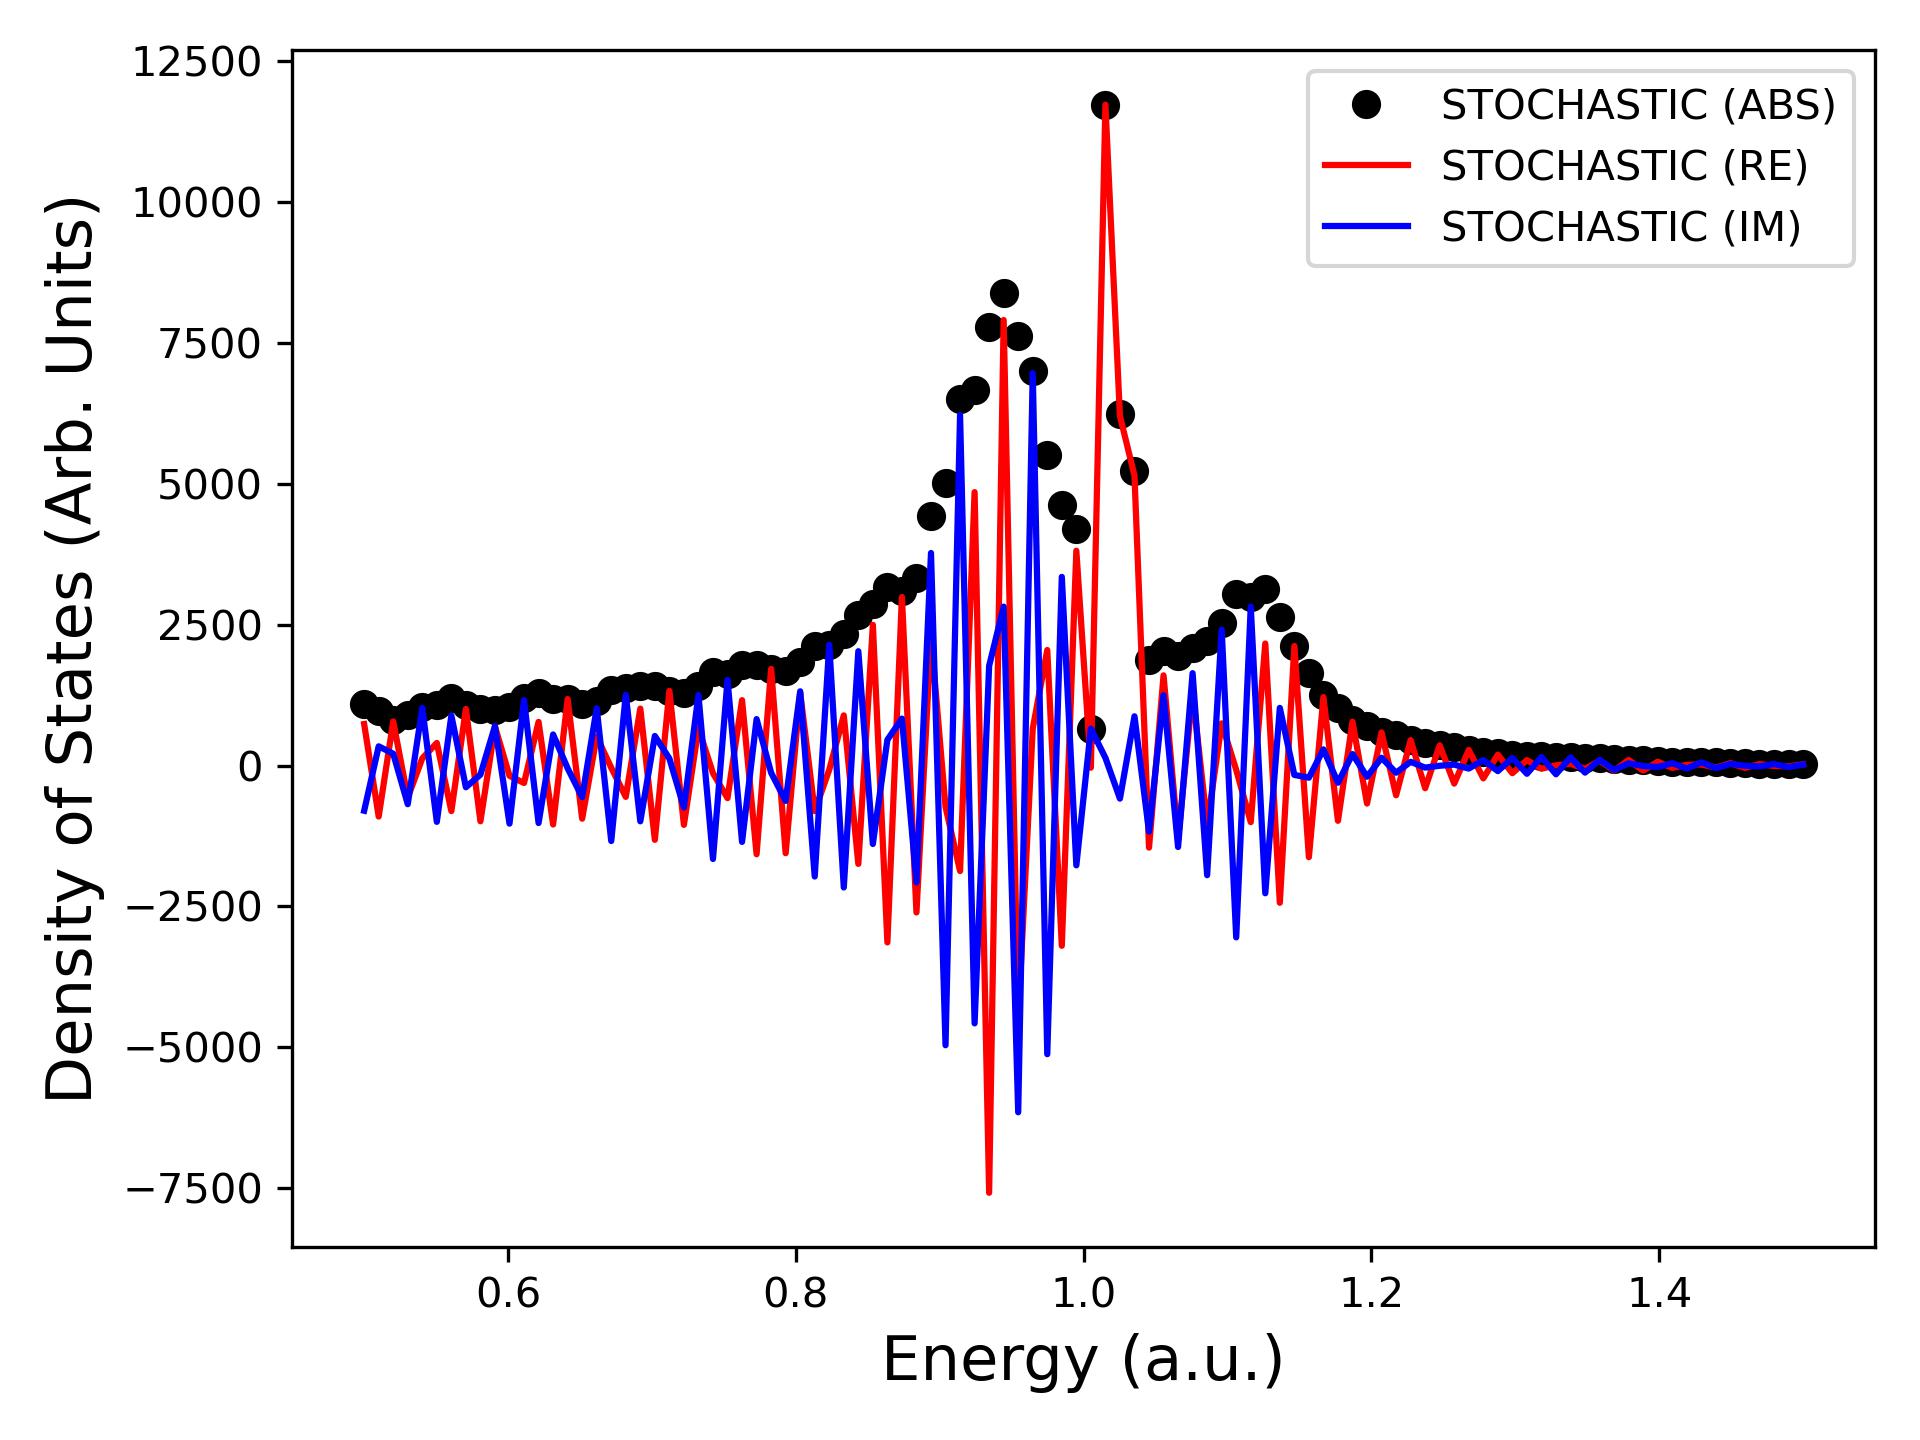 12500
10000
7500
5000
2500
0
−2500
−5000
−7500
Density of States (Arb. Units)
STOCHASTIC (ABS)
STOCHASTIC (RE)
STOCHASTIC (IM)
0.6 0.8 1.0 1.2 1.4
Energy (a.u.)